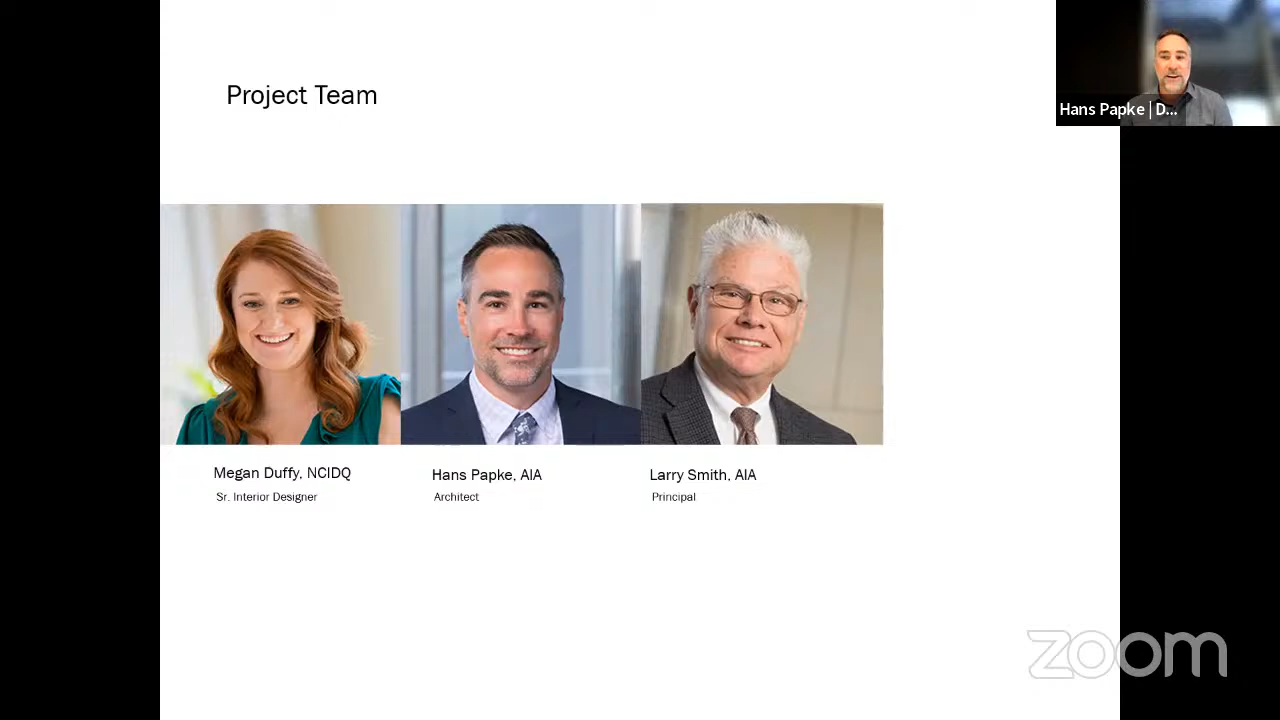 Project Team
Hans Papke | D...
Megan Duffy, NCIDQ
Sr. Interior Designer
Hans Papke, AIA
Architect
Larry Smith, AIA
Principal
zoom